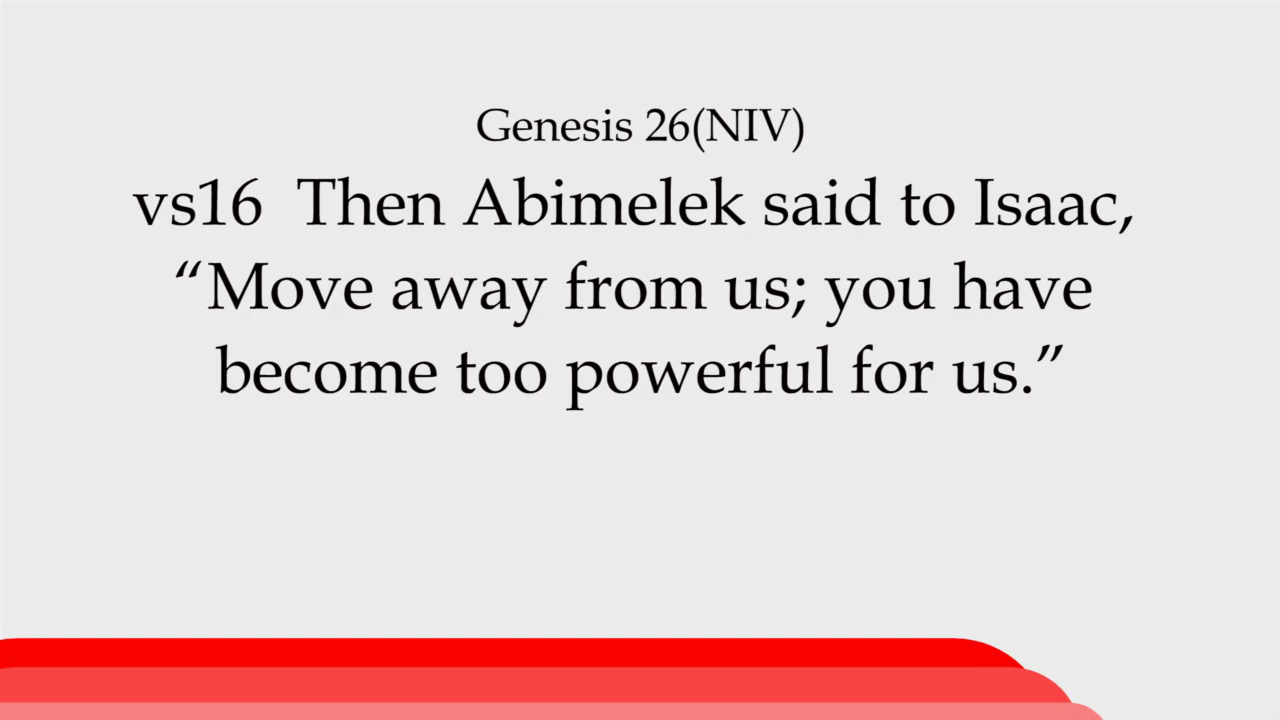 Genesis 26(NIV)
vs16  Then Abimelek said to Isaac,
“Move away from us; you have
become too powerful for us.”